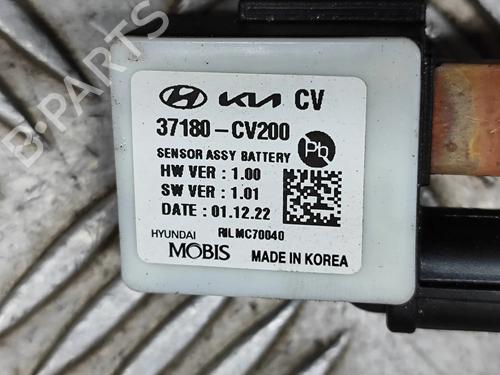 KIA CV
37180-CV200
Pb
SENSOR ASSY BATTERY
HW VER : 1.00
SW VER : 1.01
DATE : 01.12.22
HYUNDAI MOBIS
RILMC70040
MADE IN KOREA